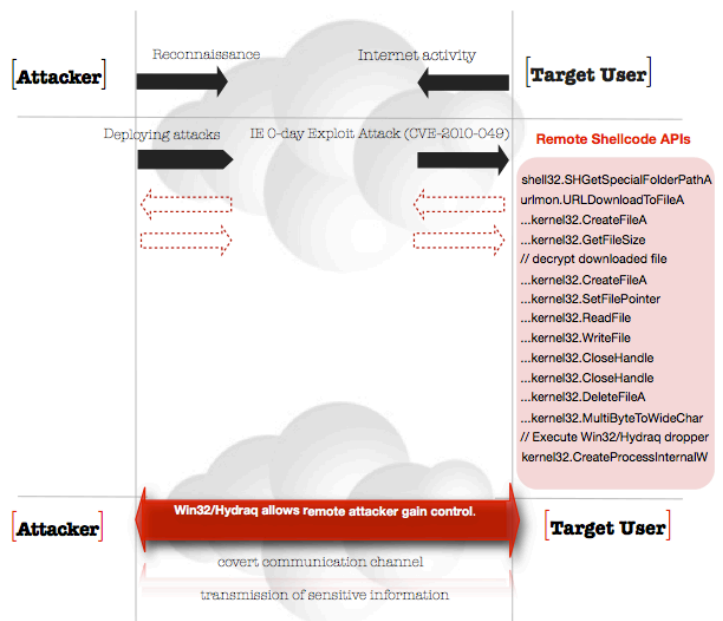 Reconnaissance
Internet activity
[Attacker]
[Target User]
Deploying attacks
IE 0-day Exploit Attack (CVE-2010-049)
Remote Shellcode APIs
shell32.SHGetSpecialFolderPathA
urlmon.URLDownloadToFileA
...kernel32.CreateFileA
...kernel32.GetFileSize
// decrypt downloaded file
...kernel32.CreateFileA
...kernel32.SetFilePointer
...kernel32.ReadFile
...kernel32.WriteFile
...kernel32.CloseHandle
...kernel32.CloseHandle
...kernel32.DeleteFileA
...kernel32.MultiByteToWideChar
// Execute Win32/Hydraq dropper
kernel32.CreateProcessInternalW
Win32/Hydraq allows remote attacker gain control.
[Attacker]
[Target User]
covert communication channel
transmission of sensitive information